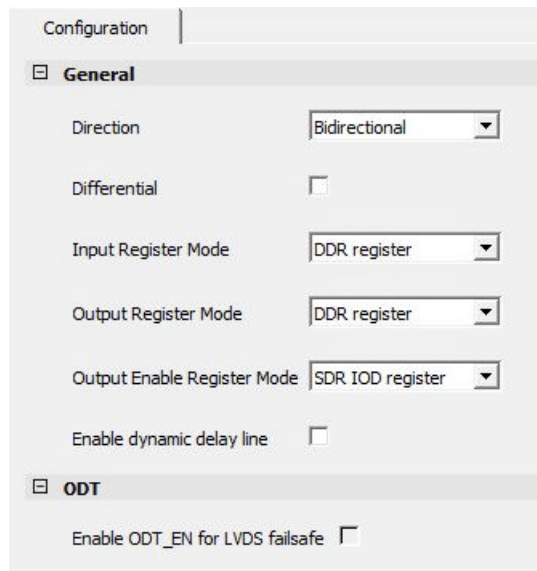 Configuration
General
Direction Bidirectional
Differential
Input Register Mode DDR register
Output Register Mode DDR register
Output Enable Register Mode SDR IOD register
Enable dynamic delay line
ODT
Enable ODT_EN for LVDS failsafe